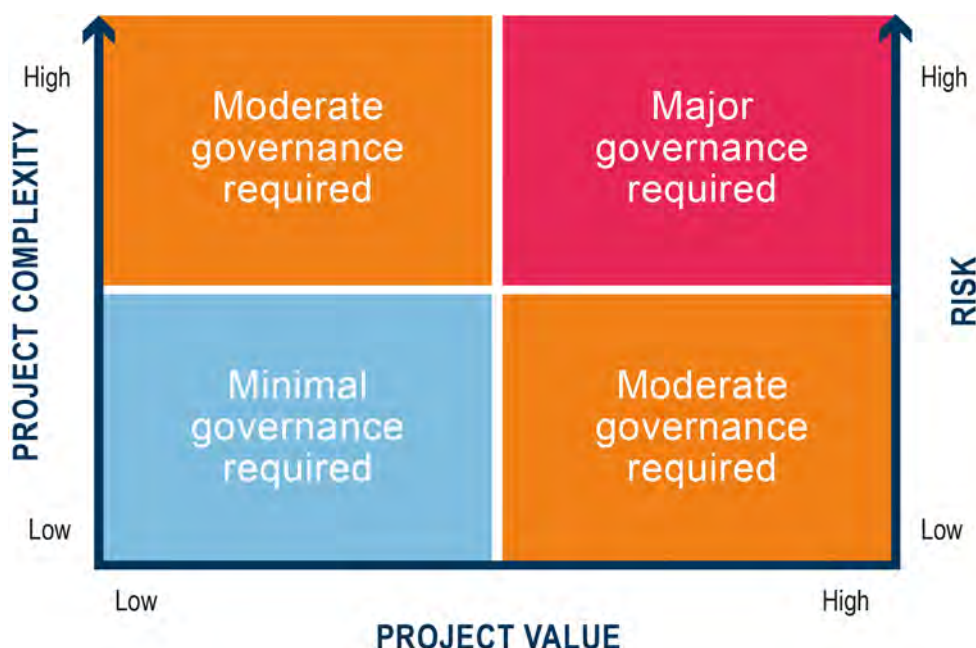 High
Moderate
governance
required
Major
governance
required
High
PROJECT COMPLEXITY
RISK
Minimal
governance
required
Moderate
governance
required
Low
Low
Low
High
PROJECT VALUE